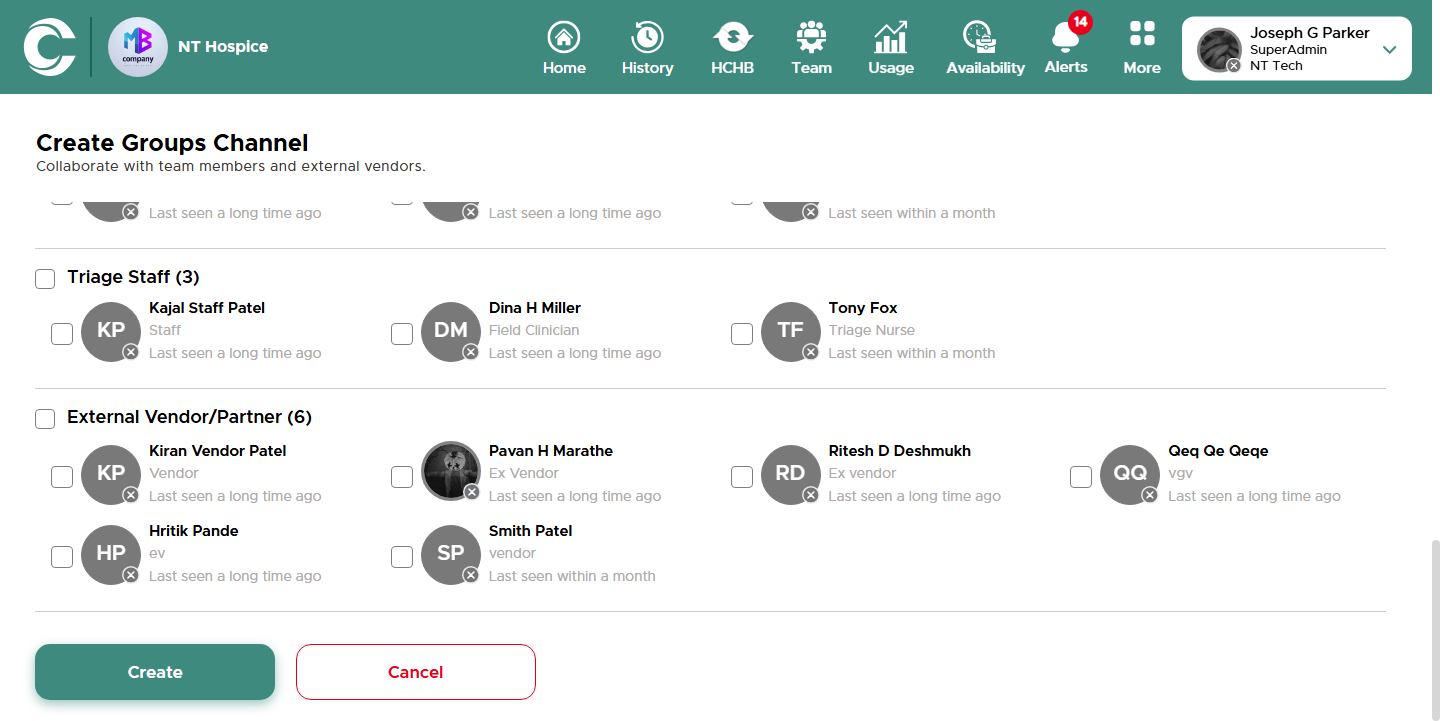 MB
company
NT Hospice
Home
History
HCHB
Team
Usage
Availability
14
Alerts
More
Joseph G Parker
SuperAdmin
NT Tech
Create Groups Channel
Collaborate with team members and external vendors.
Last seen a long time ago
Last seen a long time ago
Last seen within a month
Triage Staff (3)
KP
Kajal Staff Patel
Staff
Last seen a long time ago
DM
Dina H Miller
Field Clinician
Last seen a long time ago
TF
Tony Fox
Triage Nurse
Last seen within a month
External Vendor/Partner (6)
KP
Kiran Vendor Patel
Vendor
Last seen a long time ago
Pavan H Marathe
Ex Vendor
Last seen a long time ago
RD
Ritesh D Deshmukh
Ex vendor
Last seen a long time ago
QQ
Qeq Qe Qeqe
vgv
Last seen a long time ago
HP
Hritik Pande
ev
Last seen a long time ago
SP
Smith Patel
vendor
Last seen within a month
Create
Cancel